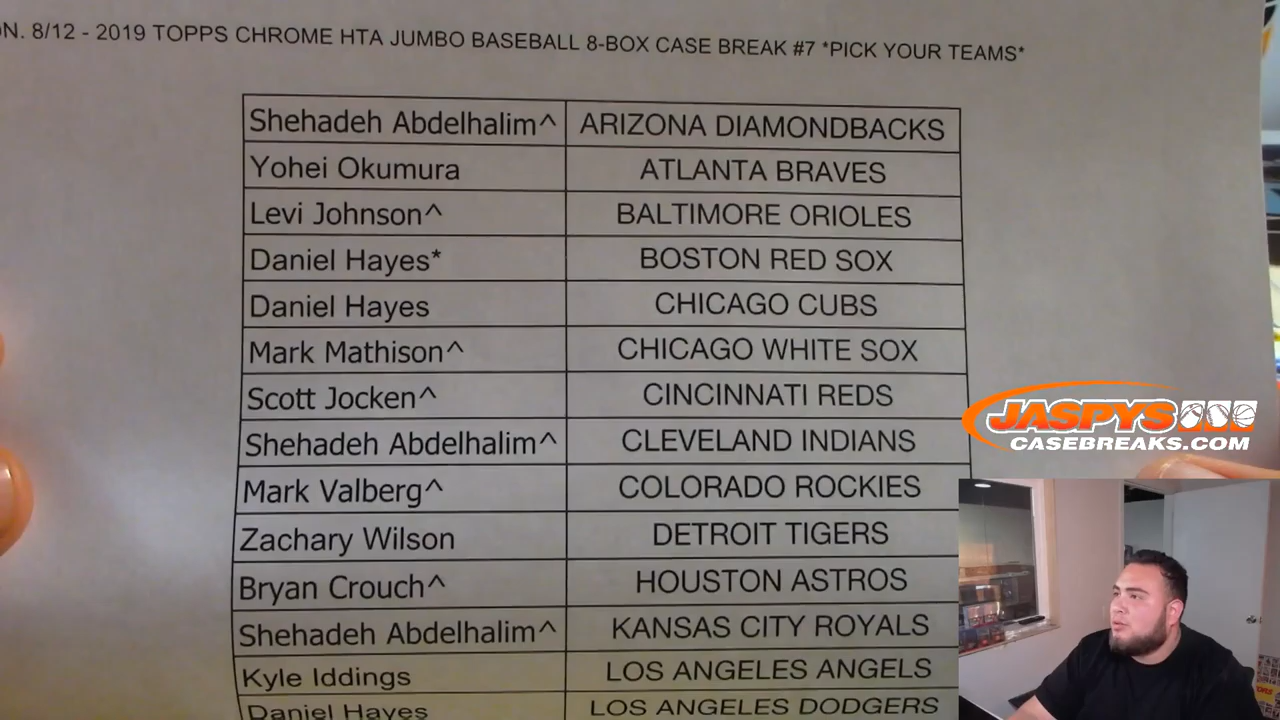 N. 8/12 - 2019 TOPPS CHROME HTA JUMBO BASEBALL 8-BOX CASE BREAK #7 *PICK YOUR TEAMS*
Shehadeh Abdelhalim^ ARIZONA DIAMONDBACKS
Yohei Okumura ATLANTA BRAVES
Levi Johnson^ BALTIMORE ORIOLES
Daniel Hayes* BOSTON RED SOX
Daniel Hayes CHICAGO CUBS
Mark Mathison^ CHICAGO WHITE SOX
Scott Jocken^ CINCINNATI REDS
Shehadeh Abdelhalim^ CLEVELAND INDIANS
Mark Valberg^ COLORADO ROCKIES
Zachary Wilson DETROIT TIGERS
Bryan Crouch^ HOUSTON ASTROS
Shehadeh Abdelhalim^ KANSAS CITY ROYALS
Kyle Iddings LOS ANGELES ANGELS
Daniel Hayes LOS ANGELES DODGERS
JASPYS
CASEBREAKS.COM